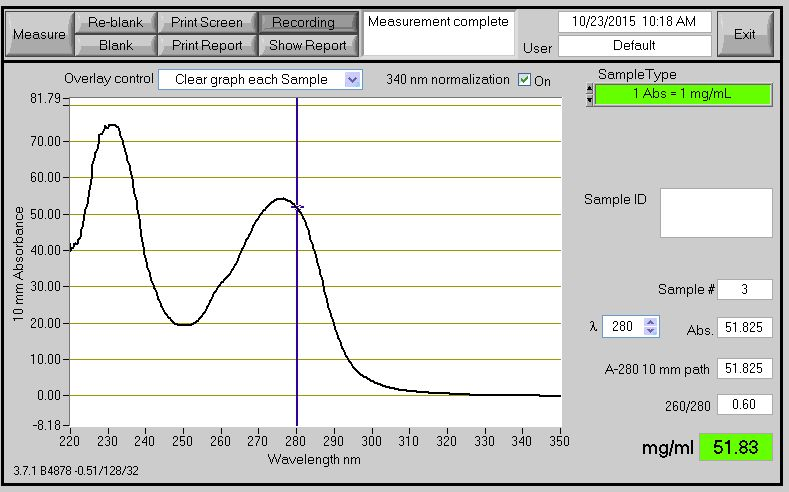 Measure Re-blank Print Screen Recording Measurement complete 10/23/2015 10:18 AM Exit
Blank Print Report Show Report User Default
Overlay control Clear graph each Sample 340 nm normalization On SampleType
1 Abs = 1 mg/mL
81.79
70.00
60.00
50.00
40.00
30.00
20.00
10.00
0.00
-8.18
10 mm Absorbance
220 230 240 250 260 270 280 290 300 310 320 330 340 350
Wavelength nm
3.7.1 B4878 -0.51/128/32
Sample ID
Sample # 3
λ 280 Abs. 51.825
A-280 10 mm path 51.825
260/280 0.60
mg/ml 51.83